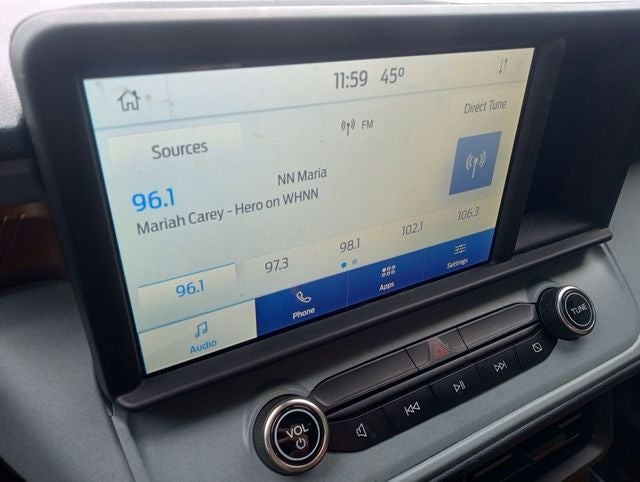 11:59 45°
Sources
FM
Direct Tune
96.1
NN Maria
Mariah Carey - Hero on WHNN
96.1 97.3 98.1 102.1 106.3
Audio Phone Apps Settings
VOL
TUNE